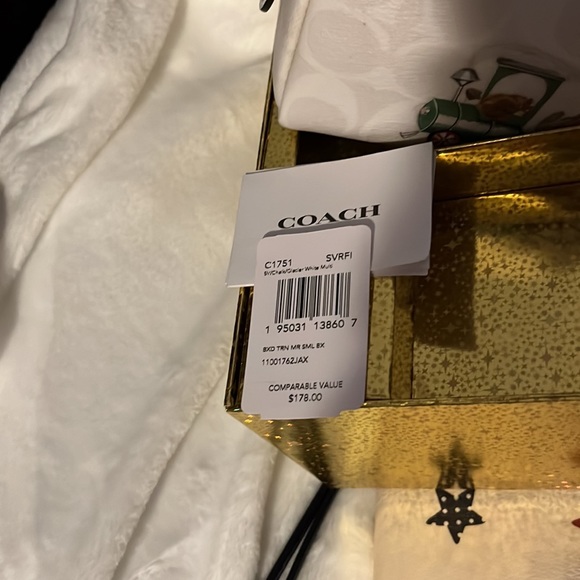 COACH
C1751 SVRFI
SV/Chalk/Glacier White Multi
1 95031 13860 7
BXD TRN MR SML BX
11001762JAX
COMPARABLE VALUE
$178.00